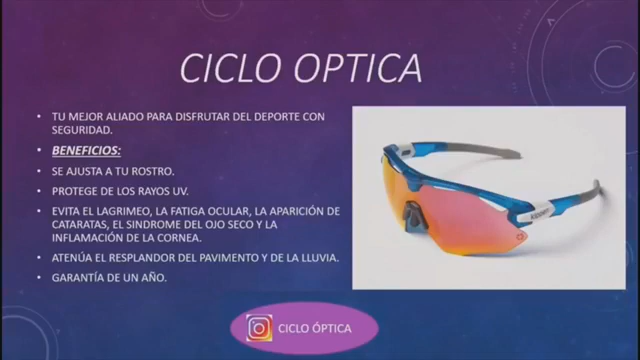 CICLO OPTICA
• TU MEJOR ALIADO PARA DISFRUTAR DEL DEPORTE CON
SEGURIDAD.
• BENEFICIOS:
• SE AJUSTA A TU ROSTRO.
• PROTEGE DE LOS RAYOS UV.
• EVITA EL LAGRIMEO, LA FATIGA OCULAR, LA APARICIÓN DE
CATARATAS, EL SINDROME DEL OJO SECO Y LA
INFLAMACIÓN DE LA CORNEA.
• ATENÚA EL RESPLANDOR DEL PAVIMENTO Y DE LA LLUVIA.
• GARANTÍA DE UN AÑO.
CICLO ÓPTICA